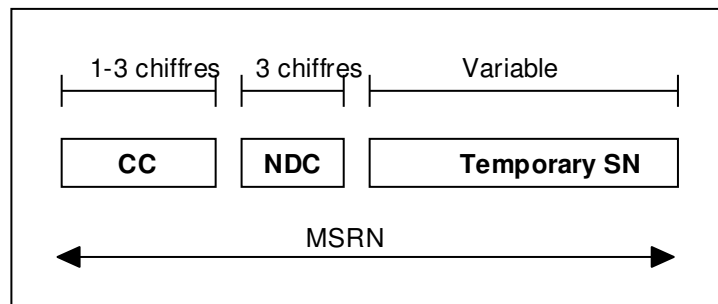 1-3 chiffres 3 chiffres Variable
CC NDC Temporary SN
MSRN